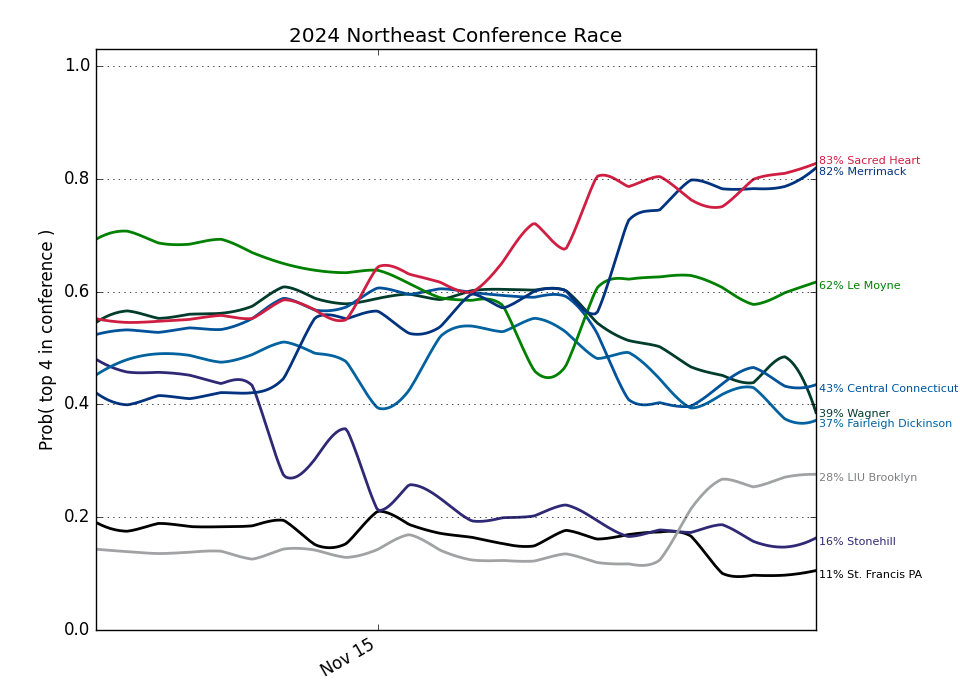 2024 Northeast Conference Race
Prob( top 4 in conference )
1.0
0.8
0.6
0.4
0.2
0.0
Nov 15
83% Sacred Heart
82% Merrimack
62% Le Moyne
43% Central Connecticut
39% Wagner
37% Fairleigh Dickinson
28% LIU Brooklyn
16% Stonehill
11% St. Francis PA